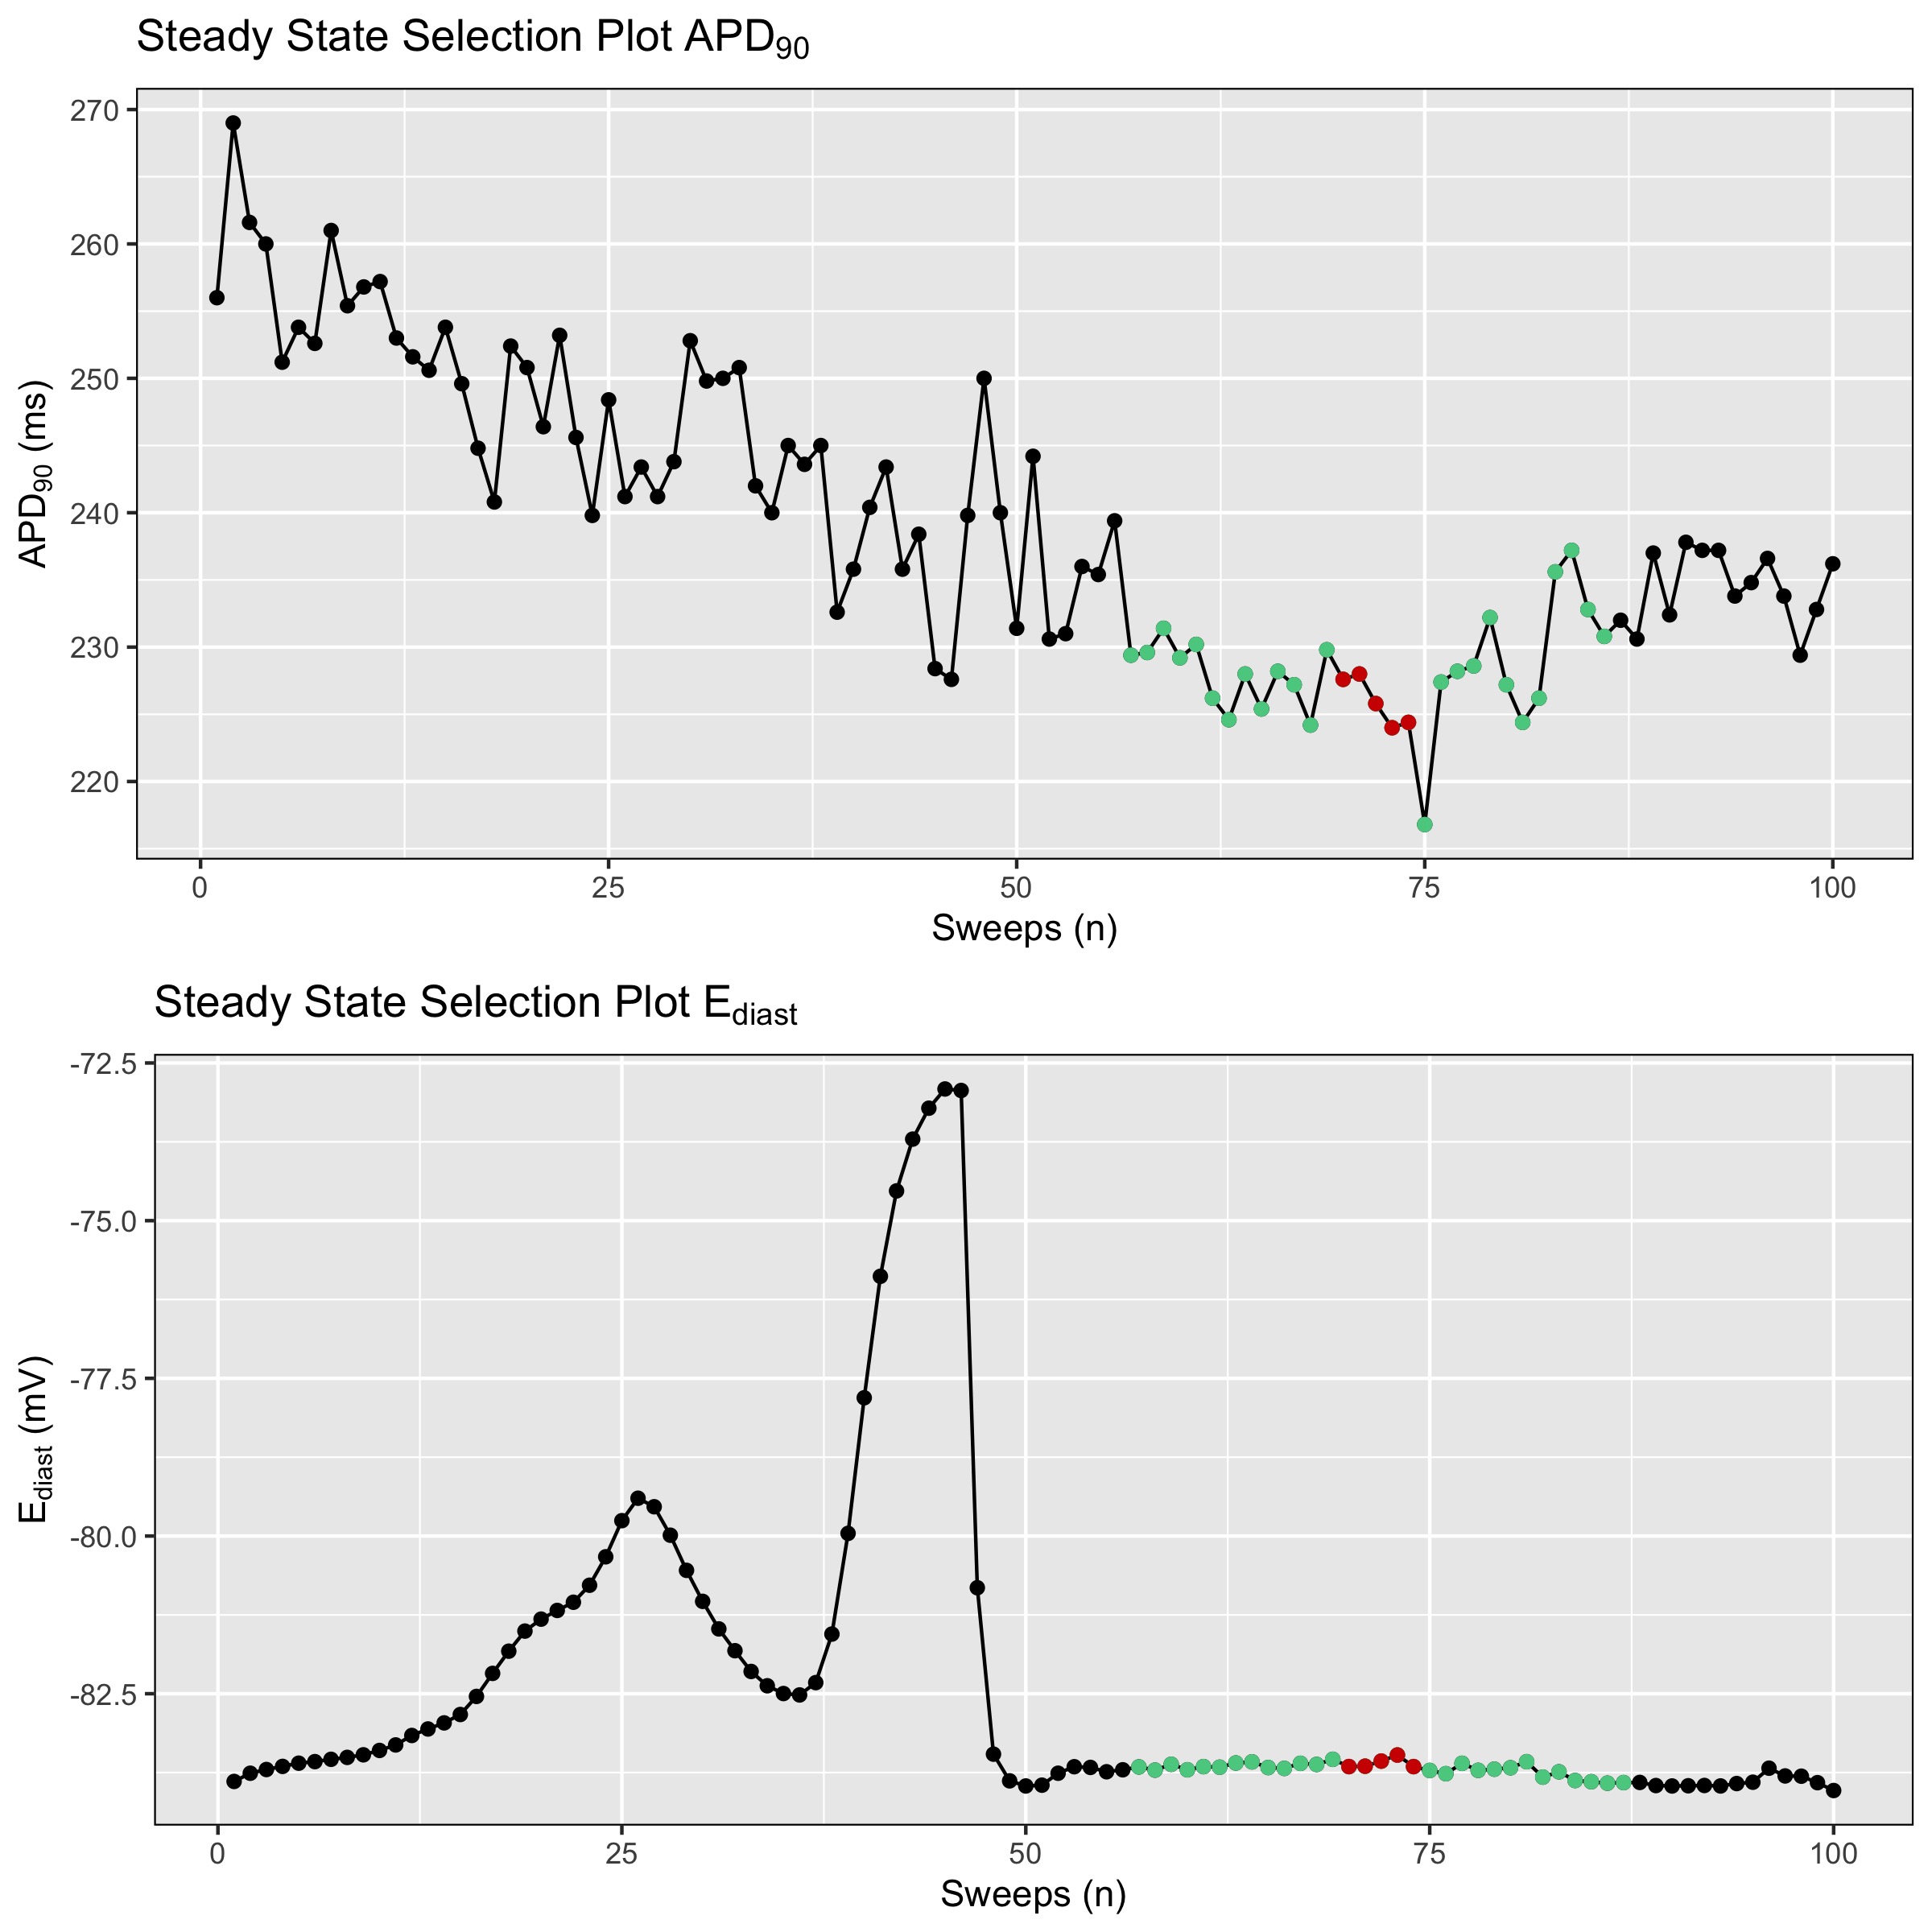 Steady State Selection Plot APD90
270
260
250
240
230
220
APD90 (ms)
0 25 50 75 100
Sweeps (n)
Steady State Selection Plot Ediast
-72.5
-75.0
-77.5
-80.0
-82.5
Ediast (mV)
0 25 50 75 100
Sweeps (n)